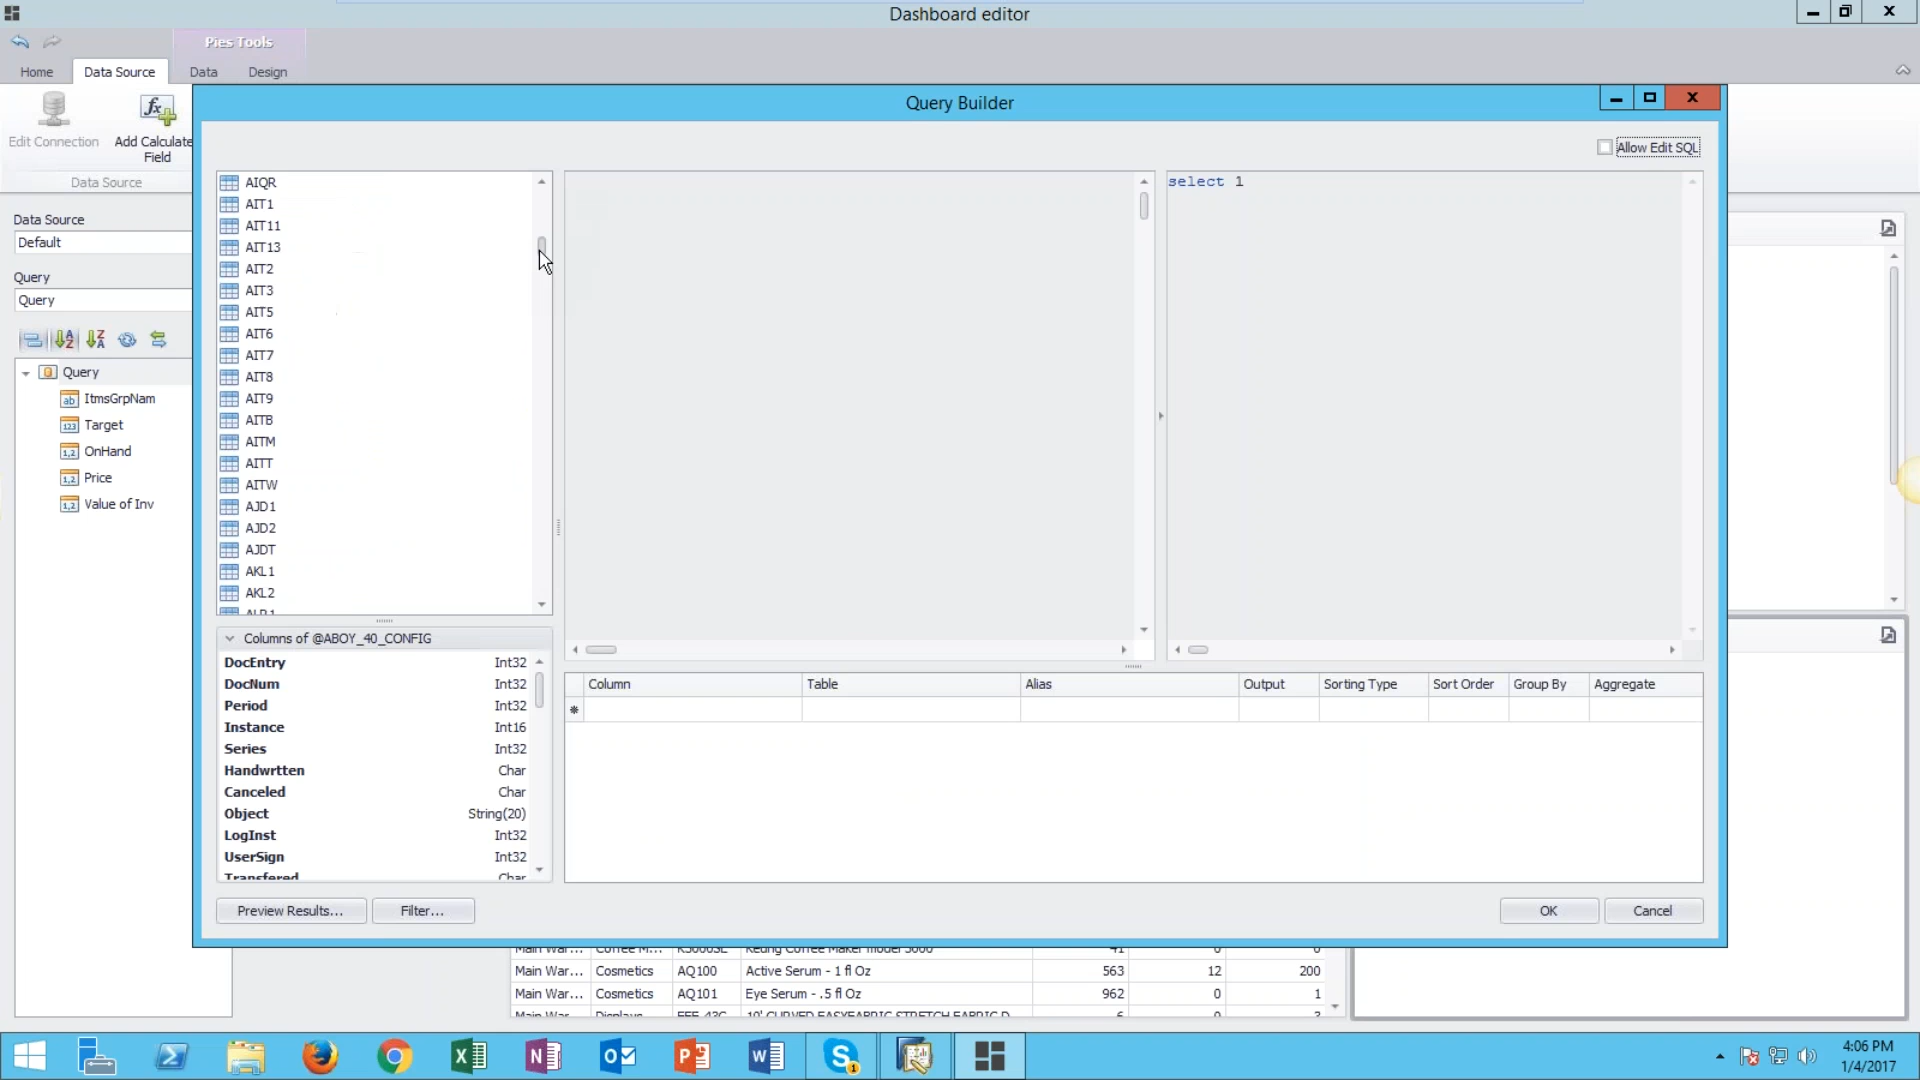 Dashboard editor
Pies Tools
Home Data Source Data Design
Edit Connection
Add Calculate
Field
Data Source
Query Builder
Allow Edit SQL
Data Source
Default
Query
Query
Query
ItmsGrpNam
Target
OnHand
Price
Value of Inv
AIQR
AIT1
AIT11
AIT13
AIT2
AIT3
AIT5
AIT6
AIT7
AIT8
AIT9
AITB
AITM
AITT
AITW
AJD1
AJD2
AJDT
AKL1
AKL2
ALR1
select 1
Columns of @ABOY_40_CONFIG
DocEntry Int32
DocNum Int32
Period Int32
Instance Int16
Series Int32
Handwrtten Char
Canceled Char
Object String(20)
LogInst Int32
UserSign Int32
Transfered Char
Column Table Alias Output Sorting Type Sort Order Group By Aggregate
Preview Results... Filter... OK Cancel
Main War... Coffee M... Coffee Maker model 41 0 0
Main War... Cosmetics AQ100 Active Serum - 1 fl Oz 563 12 200
Main War... Cosmetics AQ101 Eye Serum - .5 fl Oz 962 0 1
Main War... Displays 10' CURVED EASYFABRIC STRETCH FABRIC D... 6 0
4:06 PM
1/4/2017